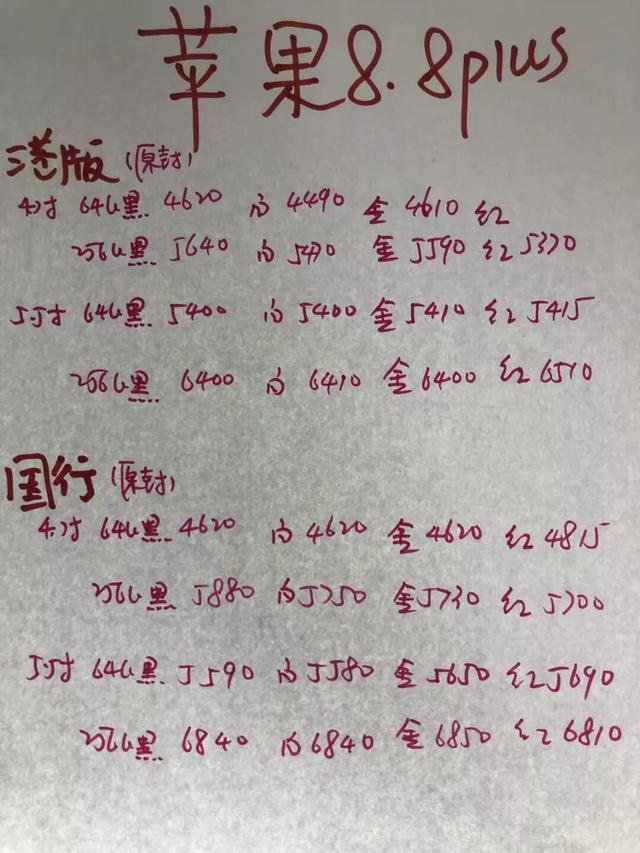 苹果8.8plus
港版(原封)
4.7寸 64G黑 4620 白 4490 金 4610 红
256G黑 5640 白 5470 金 5590 红 5370
5.5寸 64G黑 5400 白 5400 金 5410 红 5415
256G黑 6400 白 6410 金 6400 红 6510
国行(原封)
4.7寸 64G黑 4620 白 4620 金 4620 红 4815
256G黑 5880 白 5750 金 5730 红 5700
5.5寸 64G黑 5590 白 5580 金 5650 红 5690
256G黑 6840 白 6840 金 6850 红 6810